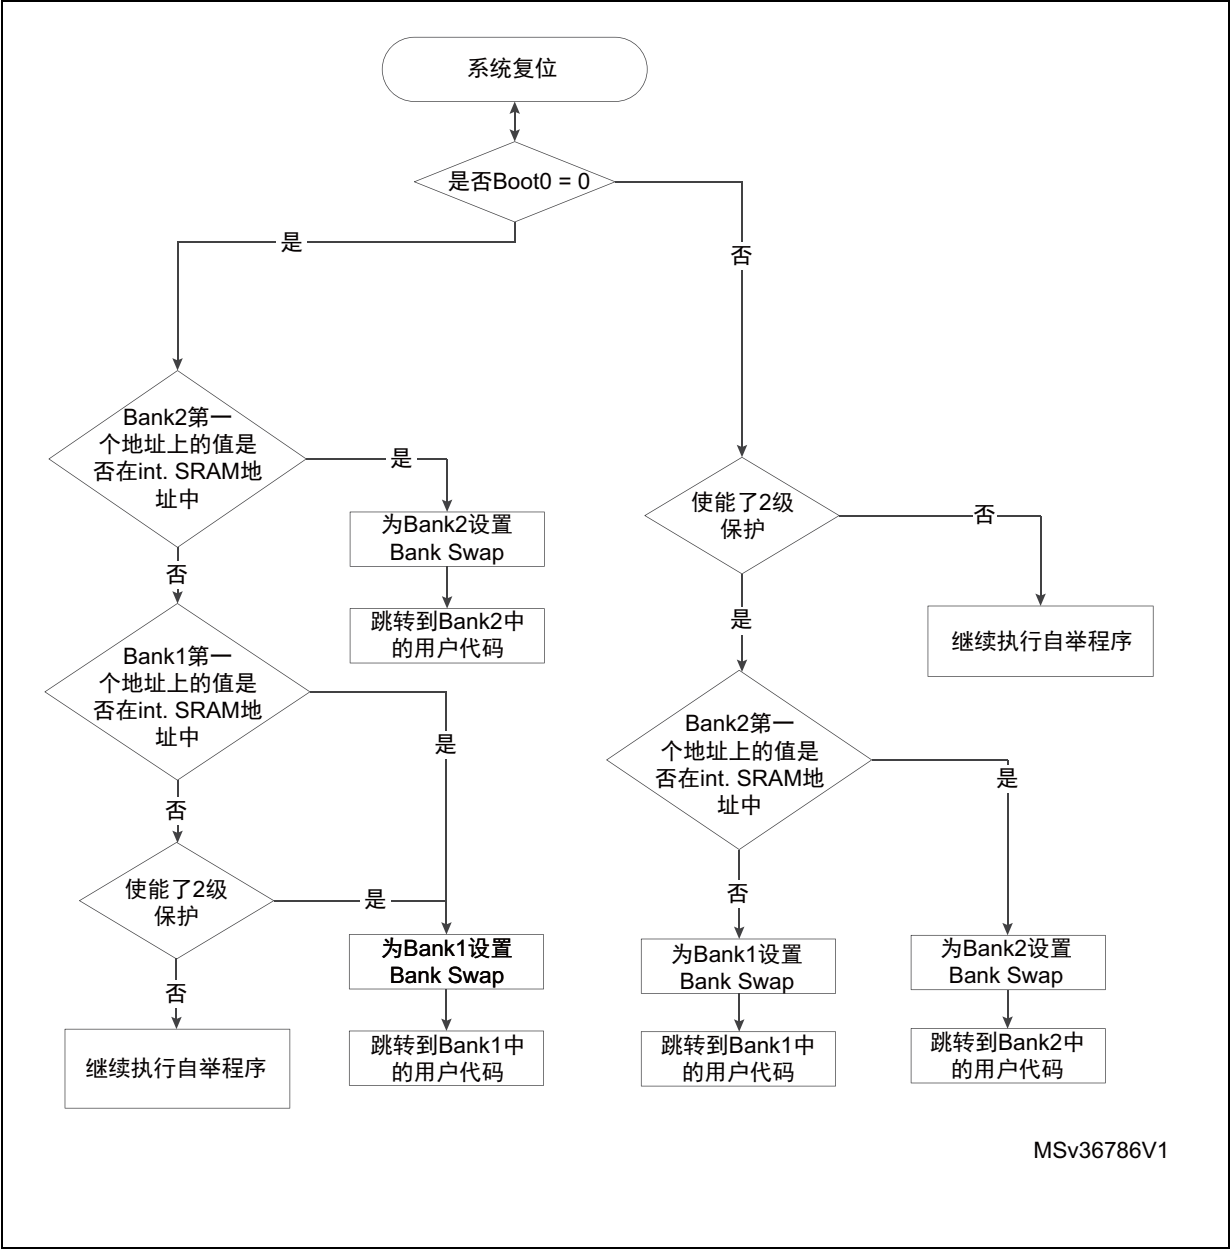 系统复位
是否Boot0 = 0
是
否
Bank2第一
个地址上的值是
否在int. SRAM地
址中
是
为Bank2设置
Bank Swap
跳转到Bank2中
的用户代码
否
Bank1第一
个地址上的值是
否在int. SRAM地
址中
是
否
使能了2级
保护
是
为Bank1设置
Bank Swap
跳转到Bank1中
的用户代码
否
继续执行自举程序
使能了2级
保护
否
继续执行自举程序
是
Bank2第一
个地址上的值是
否在int. SRAM地
址中
是
否
为Bank1设置
Bank Swap
跳转到Bank1中
的用户代码
为Bank2设置
Bank Swap
跳转到Bank2中
的用户代码
MSv36786V1